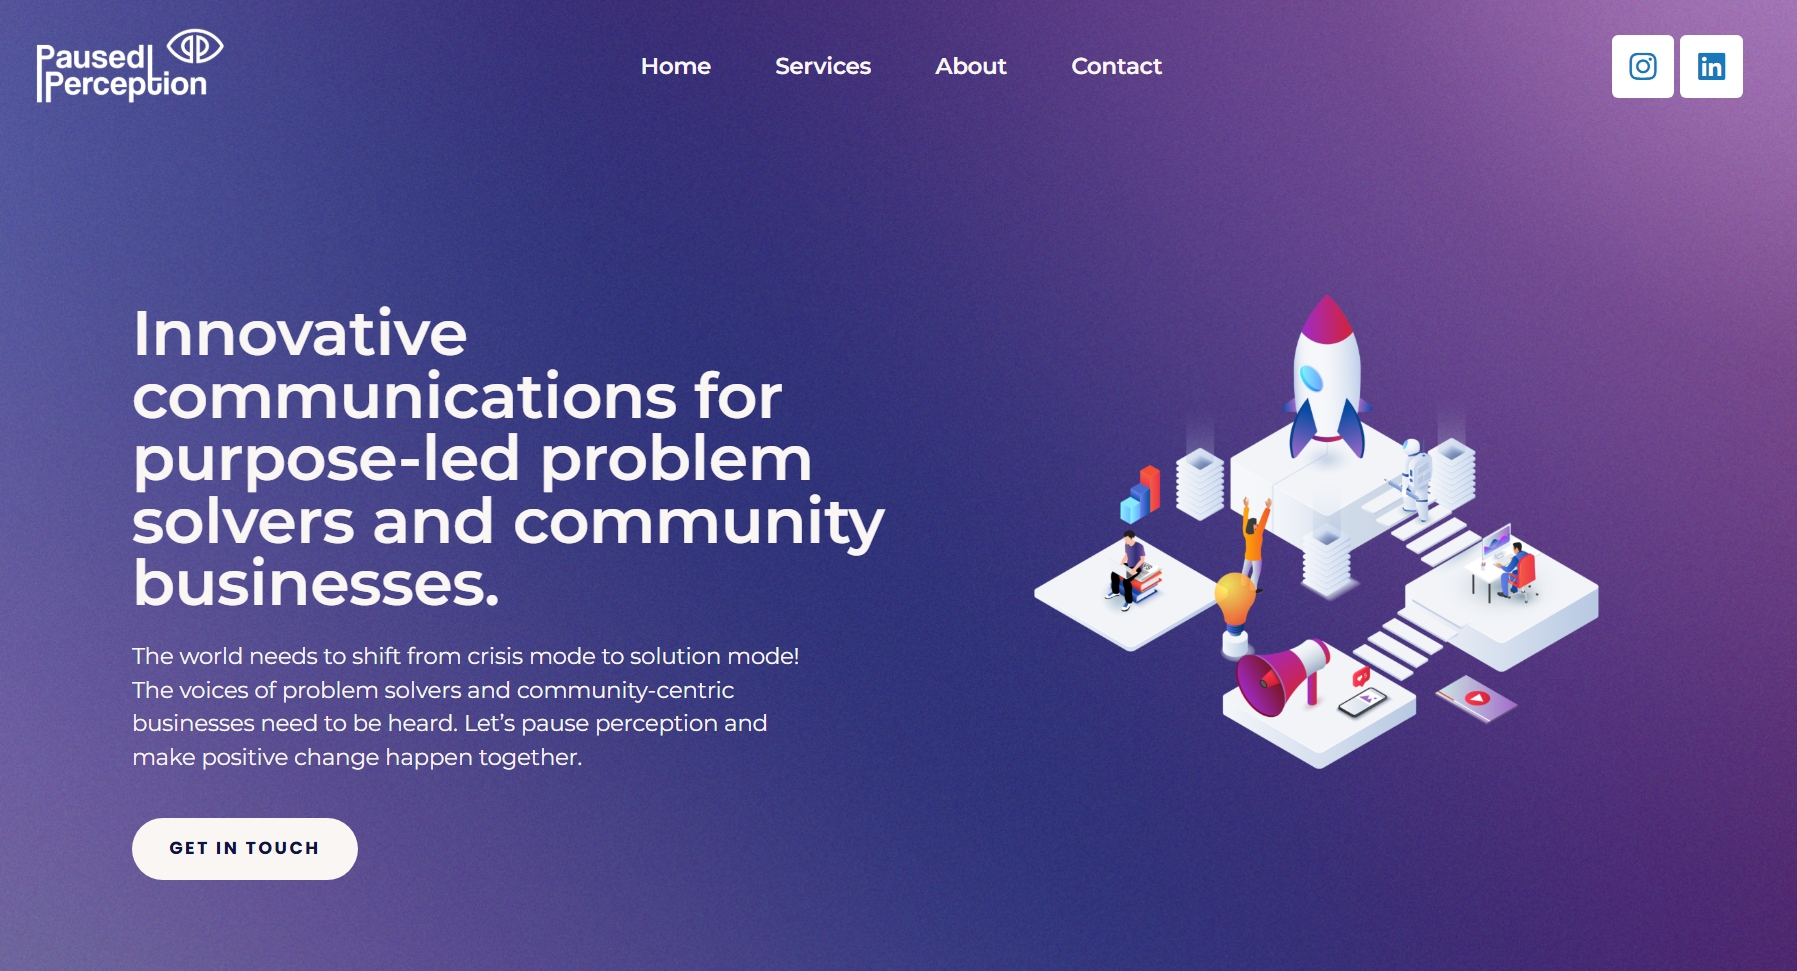 Paused
Perception
Home
Services
About
Contact
in
Innovative
communications for
purpose-led problem
solvers and community
businesses.
The world needs to shift from crisis mode to solution mode!
The voices of problem solvers and community-centric
businesses need to be heard. Let’s pause perception and
make positive change happen together.
GET IN TOUCH